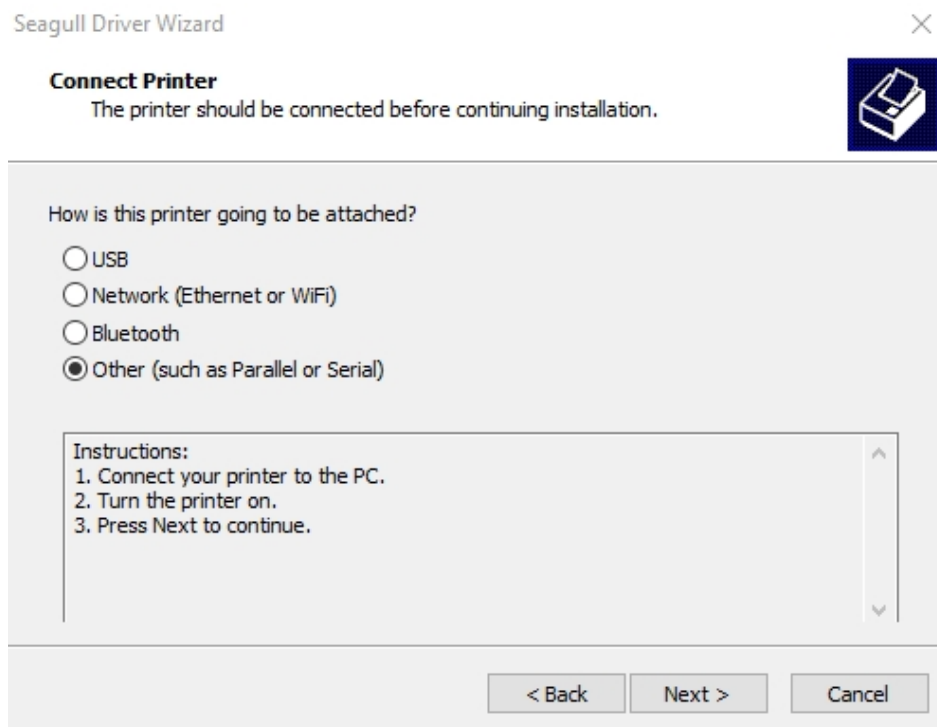 Seagull Driver Wizard
Connect Printer
The printer should be connected before continuing installation.
How is this printer going to be attached?
USB
Network (Ethernet or WiFi)
Bluetooth
Other (such as Parallel or Serial)
Instructions:
1. Connect your printer to the PC.
2. Turn the printer on.
3. Press Next to continue.
< Back Next > Cancel